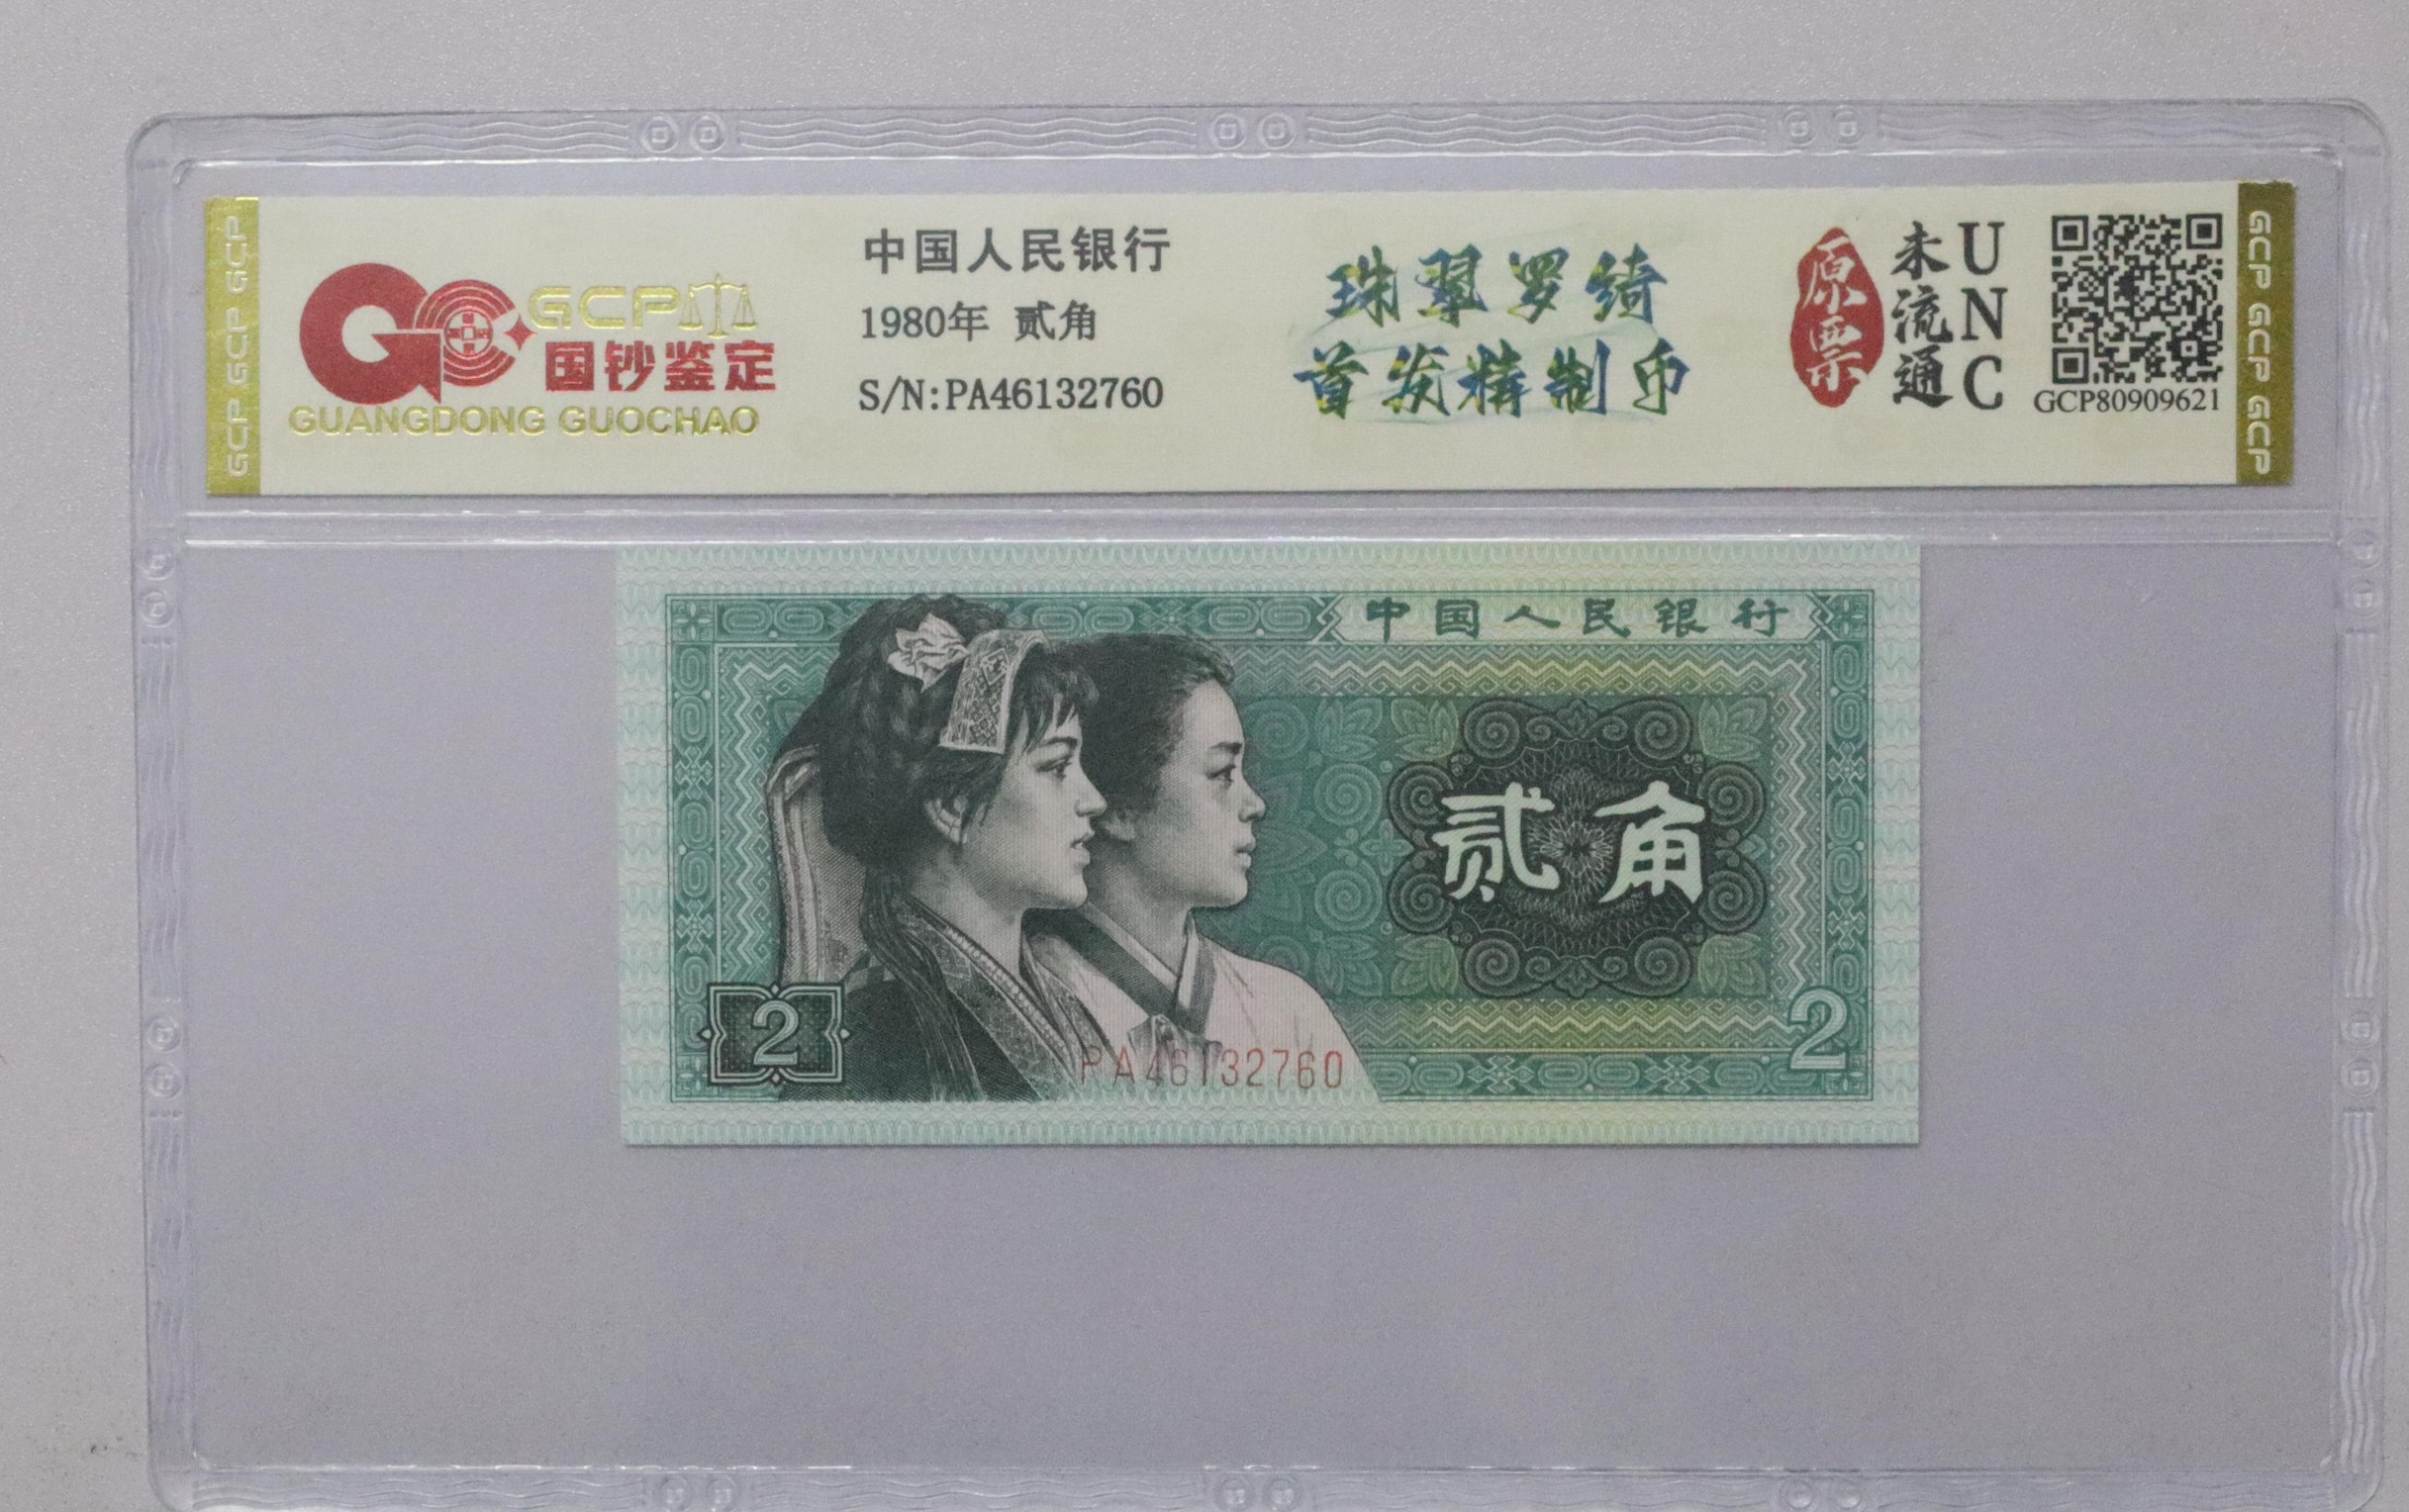 GCP GCP GCP
GCP
国钞鉴定
GUANGDONG GUOCHAO
中国人民银行
1980年 贰角
S/N:PA46132760
珠翠罗绮
首发精制币
原票
未流通
UNC
GCP80909621
GCP GCP GCP
中国人民银行
贰角
2
2
PA46132760